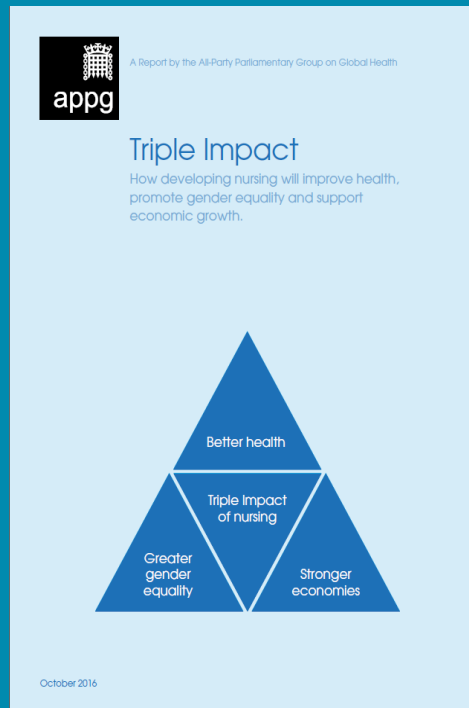 A Report by the All-Party Parliamentary Group on Global Health
appg
Triple Impact
How developing nursing will improve health,
promote gender equality and support
economic growth.
Better health
Triple Impact
of nursing
Greater
gender
equality
Stronger
economies
October 2016